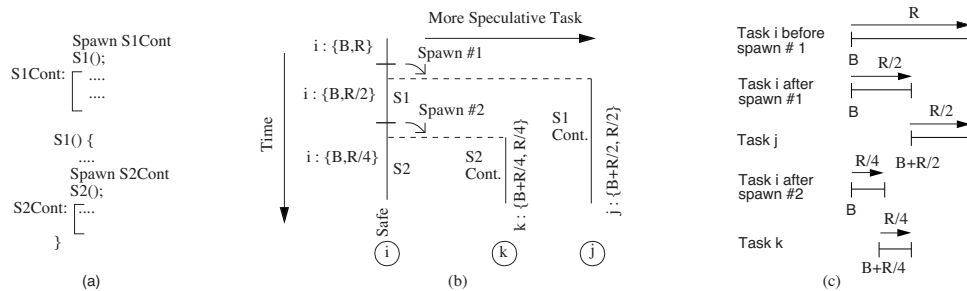 Spawn S1Cont
S1();
S1Cont: ....
....
S1() {
....
Spawn S2Cont
S2();
S2Cont: ....
}
(a)
More Speculative Task
i : {B,R}
Spawn #1
i : {B,R/2}
S1
Spawn #2
S1
Cont.
Time
i : {B,R/4}
S2
S2
Cont.
k : {B+R/4, R/4}
j : {B+R/2, R/2}
Safe
i
k
j
(b)
R
Task i before
spawn # 1
B
R/2
Task i after
spawn #1
B
R/2
Task j
B+R/2
R/4
Task i after
spawn #2
B
R/4
Task k
B+R/4
(c)